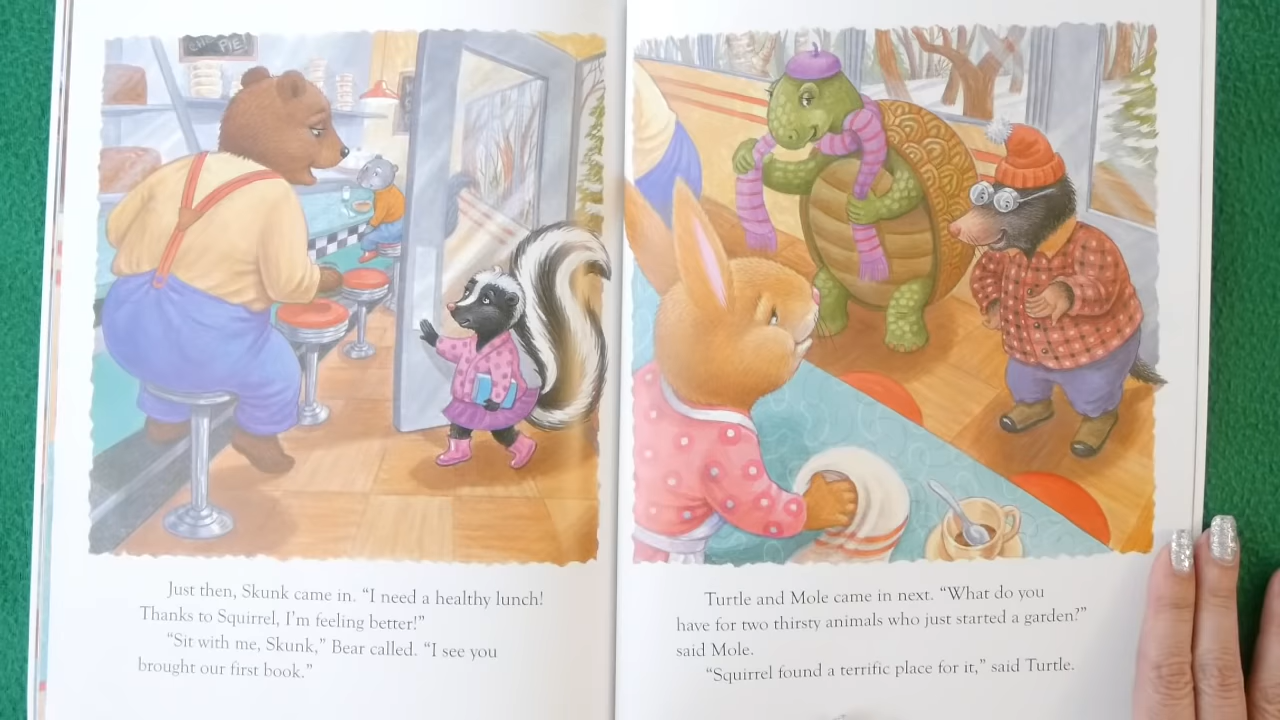 PIE!
Just then, Skunk came in. “I need a healthy lunch!
Thanks to Squirrel, I’m feeling better!”
“Sit with me, Skunk,” Bear called. “I see you
brought our first book.”
Turtle and Mole came in next. “What do you
have for two thirsty animals who just started a garden?”
said Mole.
“Squirrel found a terrific place for it,” said Turtle.